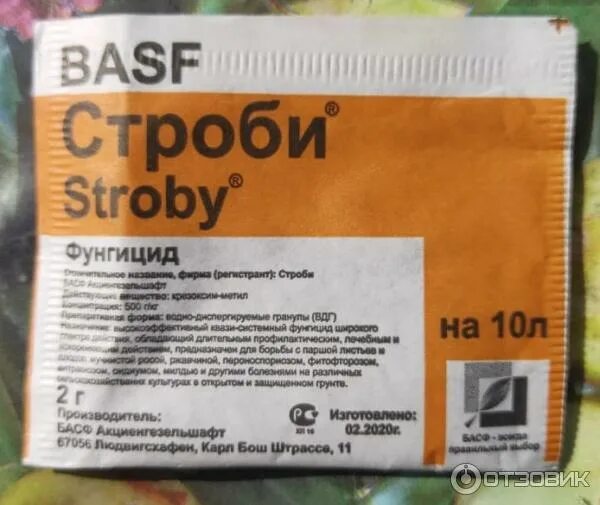 BASF
Строби®
Stroby®
Фунгицид
Отличительное название, фирма (регистрант): Строби
БАСФ Акциенгезельшафт
Действующее вещество: крезоксим-метил
Концентрация: 500 г/кг
Препаративная форма: водно-диспергируемые гранулы (ВДГ)
Назначение: высокоэффективный квази-системный фунгицид широкого
спектра действия, обладающий длительным профилактическим, лечебным и
искореняющим действием, предназначен для борьбы с паршой листьев и
плодов, мучнистой росой, ржавчиной, пероноспорозом, фитофторозом,
антракнозом, оидиумом, милдью и другими болезнями на различных
сельскохозяйственных культурах в открытом и защищенном грунте.
на 10л
2 г
Производитель:
БАСФ Акциенгезельшафт
67056 Людвигсхафен, Карл Бош Штрассе, 11
РС
ХП 16
Изготовлено:
02.2020г.
БАСФ - всегда
правильный выбор
ОТЗОВИК